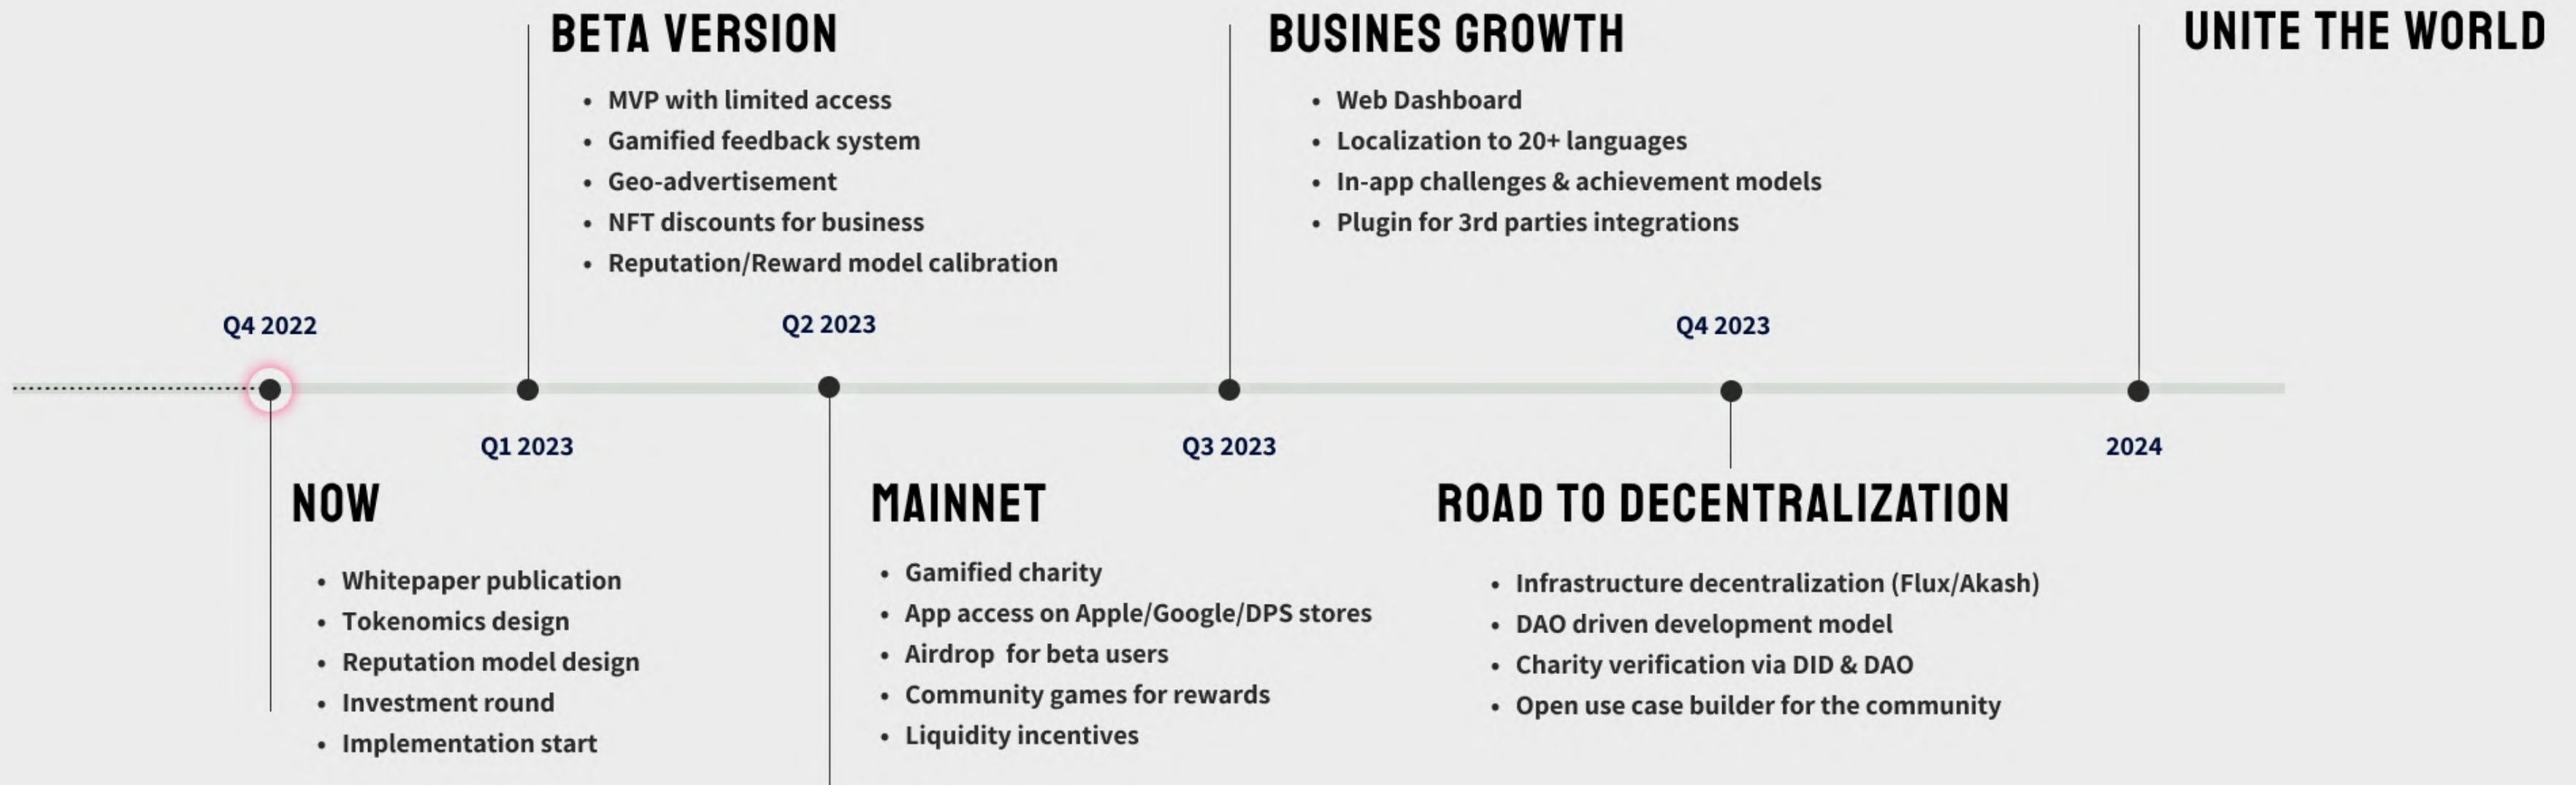 BETA VERSION
MVP with limited access
Gamified feedback system
Geo-advertisement
NFT discounts for business
Reputation/Reward model calibration
BUSINES GROWTH
Web Dashboard
Localization to 20+ languages
In-app challenges & achievement models
Plugin for 3rd parties integrations
UNITE THE WORLD
Q4 2022
Q2 2023
Q4 2023
Q1 2023
Q3 2023
2024
NOW
Whitepaper publication
Tokenomics design
Reputation model design
Investment round
Implementation start
MAINNET
Gamified charity
App access on Apple/Google/DPS stores
Airdrop for beta users
Community games for rewards
Liquidity incentives
ROAD TO DECENTRALIZATION
Infrastructure decentralization (Flux/Akash)
DAO driven development model
Charity verification via DID & DAO
Open use case builder for the community